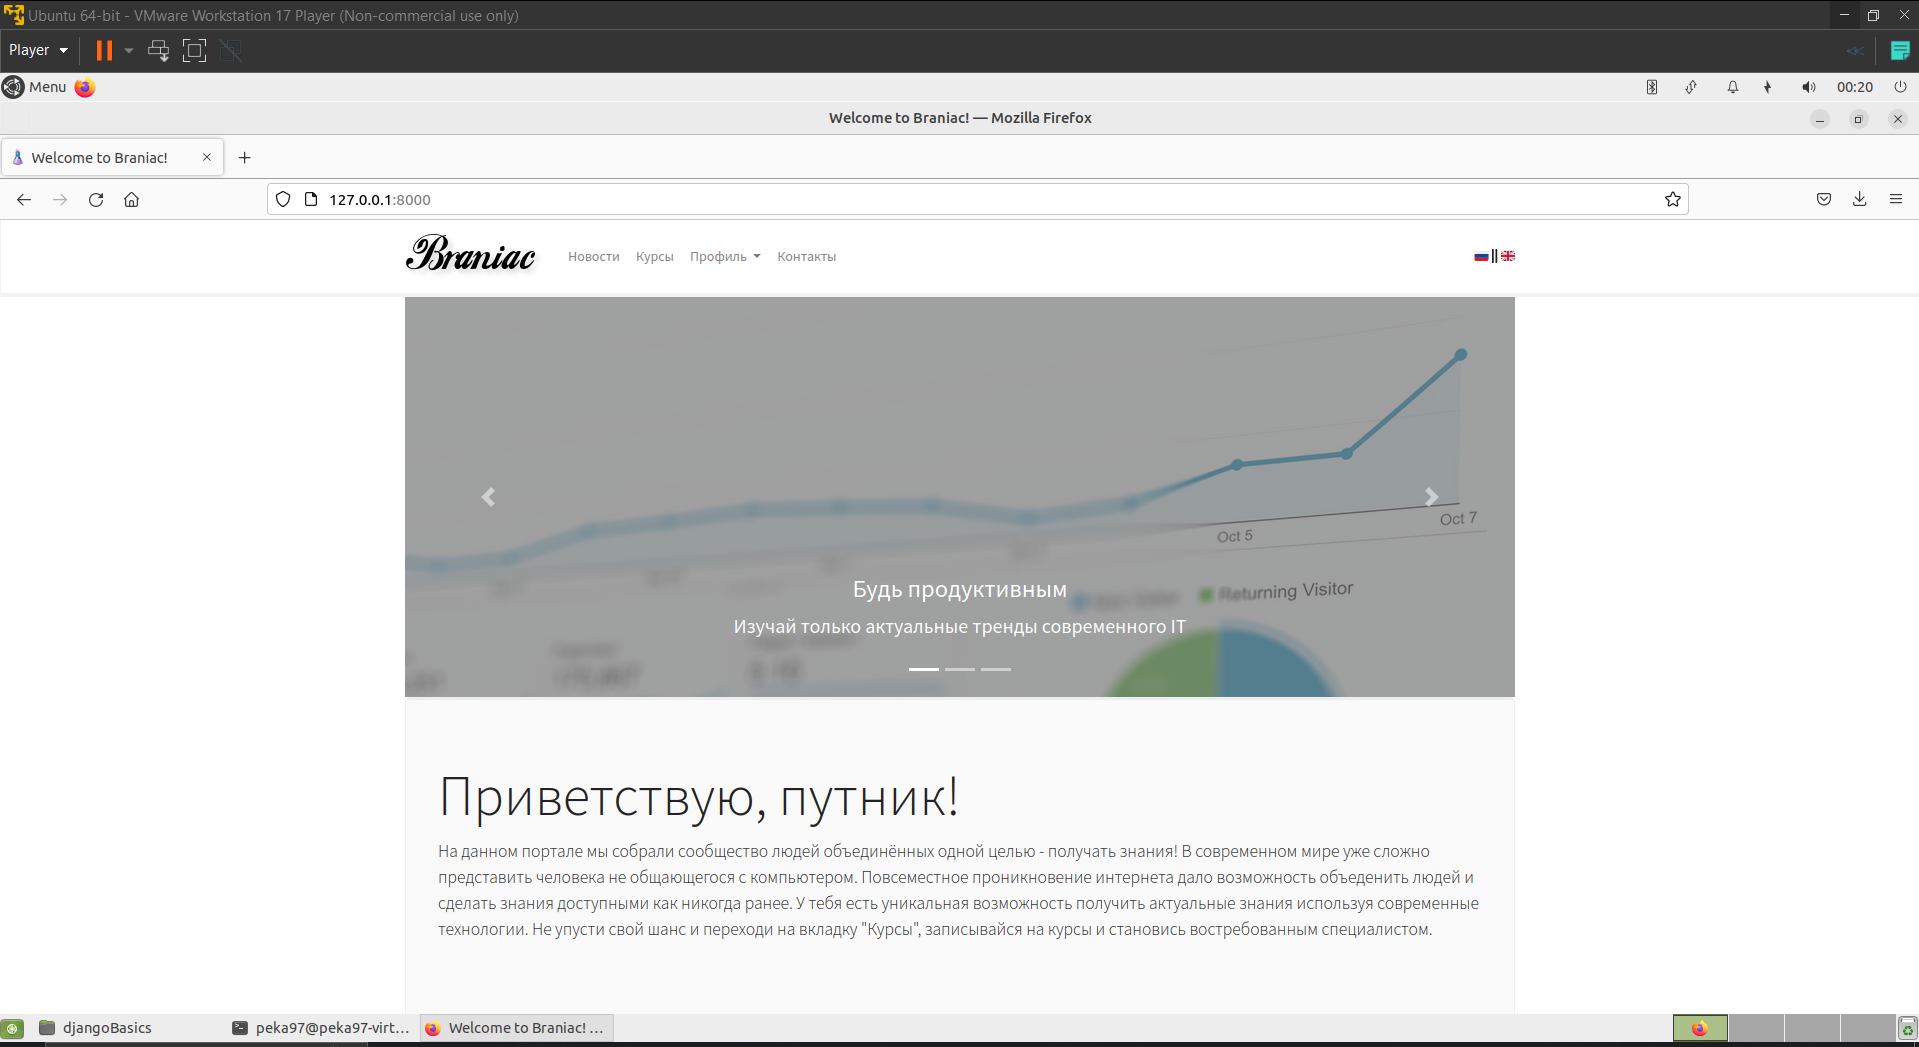 Ubuntu 64-bit - VMware Workstation 17 Player (Non-commercial use only)
Player
Menu
00:20
Welcome to Braniac! — Mozilla Firefox
Welcome to Braniac!
127.0.0.1:8000
Braniac
Новости
Курсы
Профиль
Контакты
Oct 7
Oct 5
Returning Visitor
Будь продуктивным
Изучай только актуальные тренды современного IT
Приветствую, путник!
На данном портале мы собрали сообщество людей объединённых одной целью - получать знания! В современном мире уже сложно
представить человека не общающегося с компьютером. Повсеместное проникновение интернета дало возможность объеденить людей и
сделать знания доступными как никогда ранее. У тебя есть уникальная возможность получить актуальные знания используя современные
технологии. Не упусти свой шанс и переходи на вкладку "Курсы", записывайся на курсы и становись востребованным специалистом.
djangoBasics
peka97@peka97-virt...
Welcome to Braniac! ...